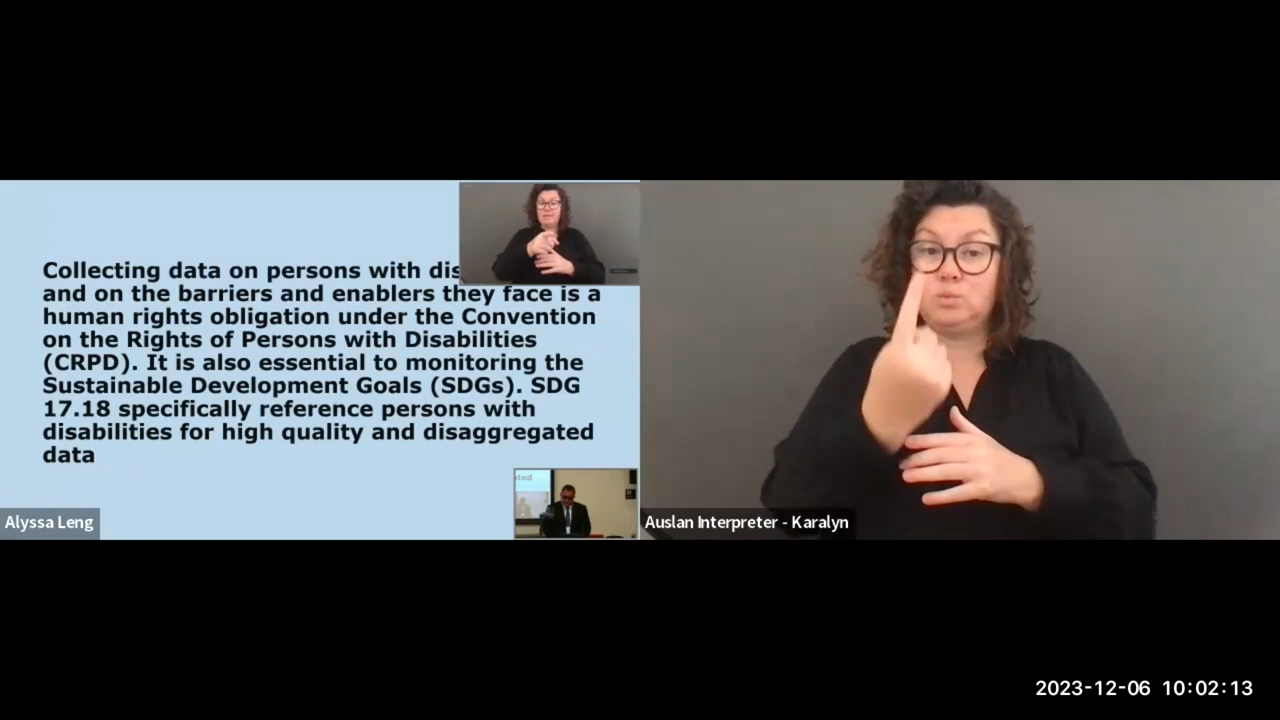 Collecting data on persons with dis
and on the barriers and enablers they face is a
human rights obligation under the Convention
on the Rights of Persons with Disabilities
(CRPD). It is also essential to monitoring the
Sustainable Development Goals (SDGs). SDG
17.18 specifically reference persons with
disabilities for high quality and disaggregated
data
Alyssa Leng
Auslan Interpreter - Karalyn
2023-12-06 10:02:13